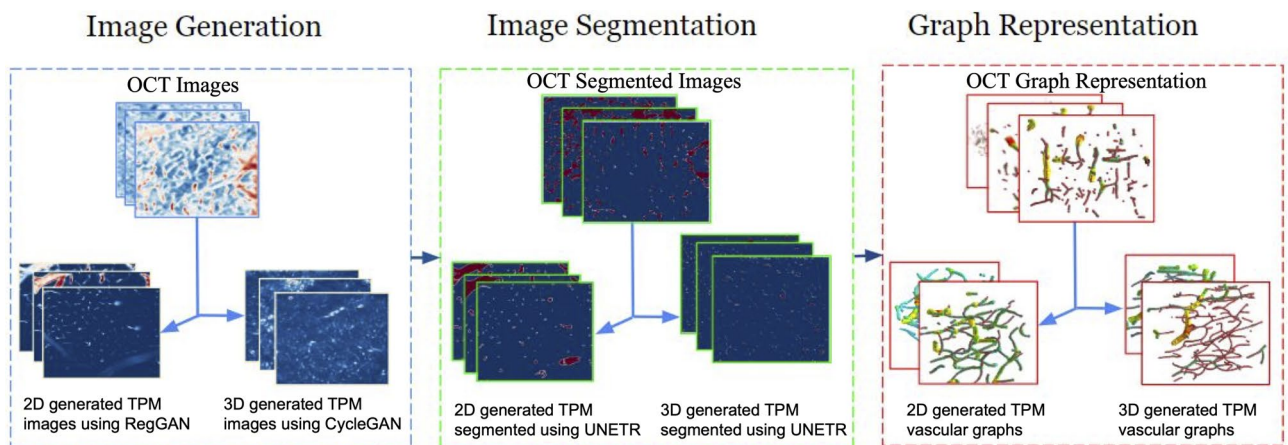 Image Generation
Image Segmentation
Graph Representation
OCT Images
OCT Segmented Images
OCT Graph Representation
2D generated TPM
images using RegGAN
3D generated TPM
images using CycleGAN
2D generated TPM
segmented using UNETR
3D generated TPM
segmented using UNETR
2D generated TPM
vascular graphs
3D generated TPM
vascular graphs